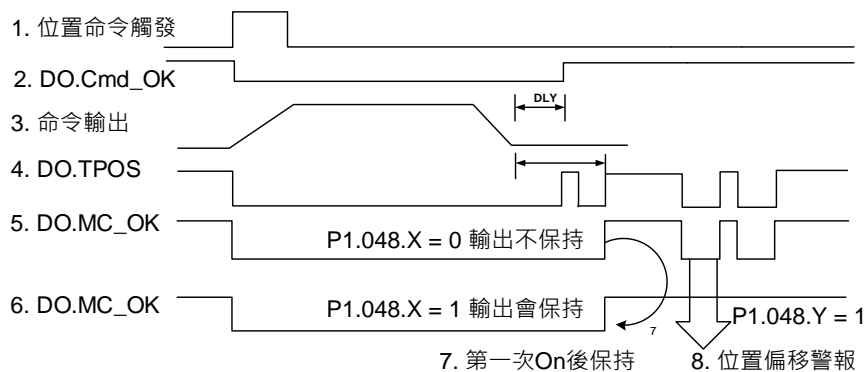 1. 位置命令觸發
2. DO.Cmd_OK
DLY
3. 命令輸出
4. DO.TPOS
5. DO.MC_OK
P1.048.X = 0 輸出不保持
6. DO.MC_OK
P1.048.X = 1 輸出會保持
P1.048.Y = 1
7
7. 第一次On後保持
8. 位置偏移警報